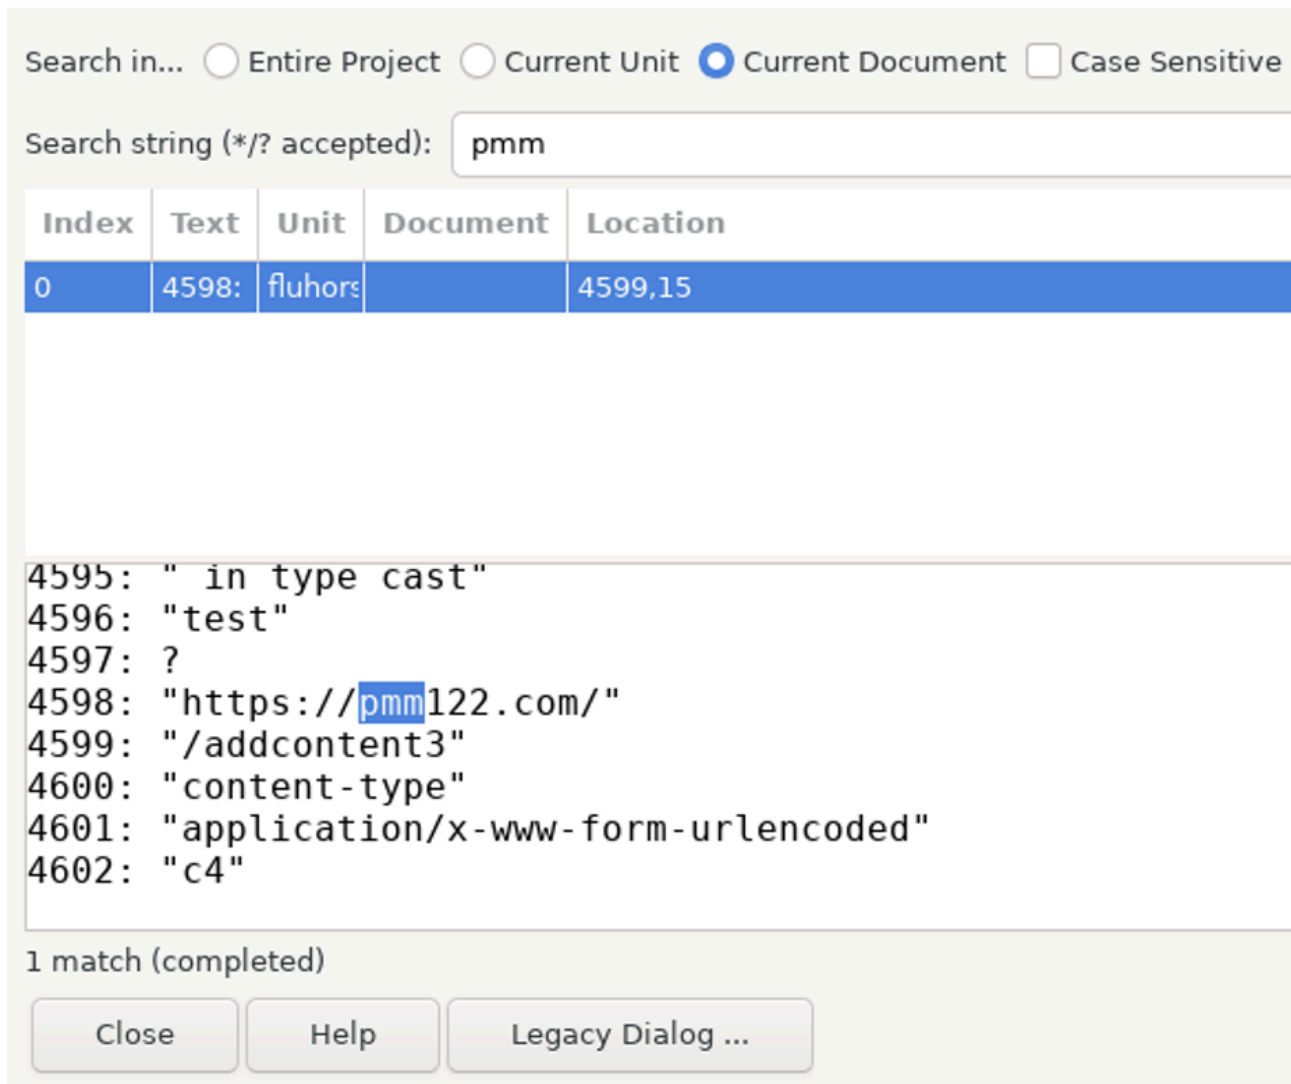 Search in... Entire Project Current Unit Current Document Case Sensitive
Search string (*/? accepted): pmm
Index Text Unit Document Location
0 4598: fluhors 4599,15
4595: " in type cast"
4596: "test"
4597: ?
4598: "https://pmm122.com/"
4599: "/addcontent3"
4600: "content-type"
4601: "application/x-www-form-urlencoded"
4602: "c4"
1 match (completed)
Close Help Legacy Dialog ...